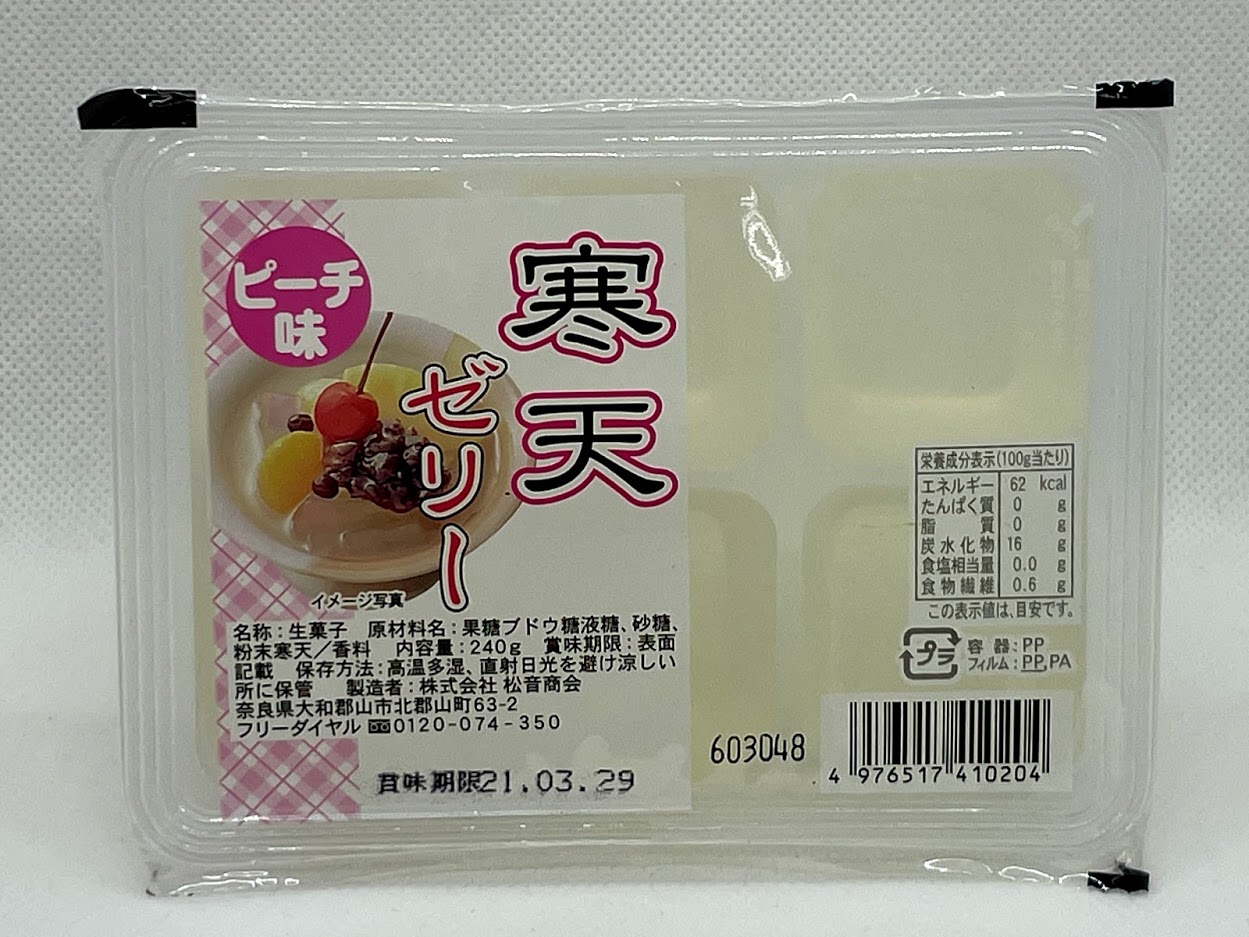 ピーチ
味
寒天
ゼリー
イメージ写真
名称：生菓子　原材料名：果糖ブドウ糖液糖、砂糖、
粉末寒天／香料　内容量：240g　賞味期限：表面
記載　保存方法：高温多湿、直射日光を避け涼しい
所に保管　製造者：株式会社 松音商会
奈良県大和郡山市北郡山町63-2
フリーダイヤル 0120-074-350
賞味期限21.03.29
603048
栄養成分表示(100g当たり)
エネルギー 62 kcal
たんぱく質 0 g
脂質 0 g
炭水化物 16 g
食塩相当量 0.0 g
食物繊維 0.6 g
この表示値は、目安です。
プラ
容器：PP
フィルム：PP,PA
4 976517 410204